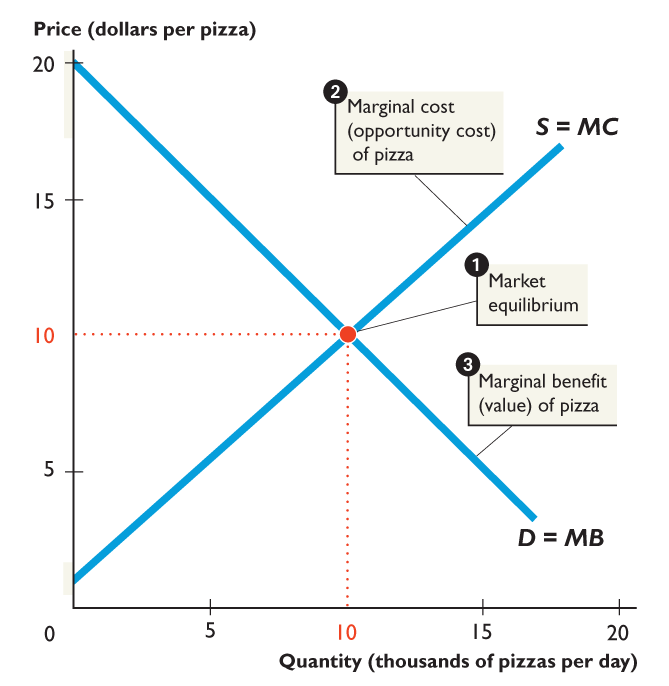 Price (dollars per pizza)
20
2
Marginal cost
(opportunity cost)
of pizza
S = MC
15
1
Market
equilibrium
10
3
Marginal benefit
(value) of pizza
5
D = MB
0
5
10
15
20
Quantity (thousands of pizzas per day)